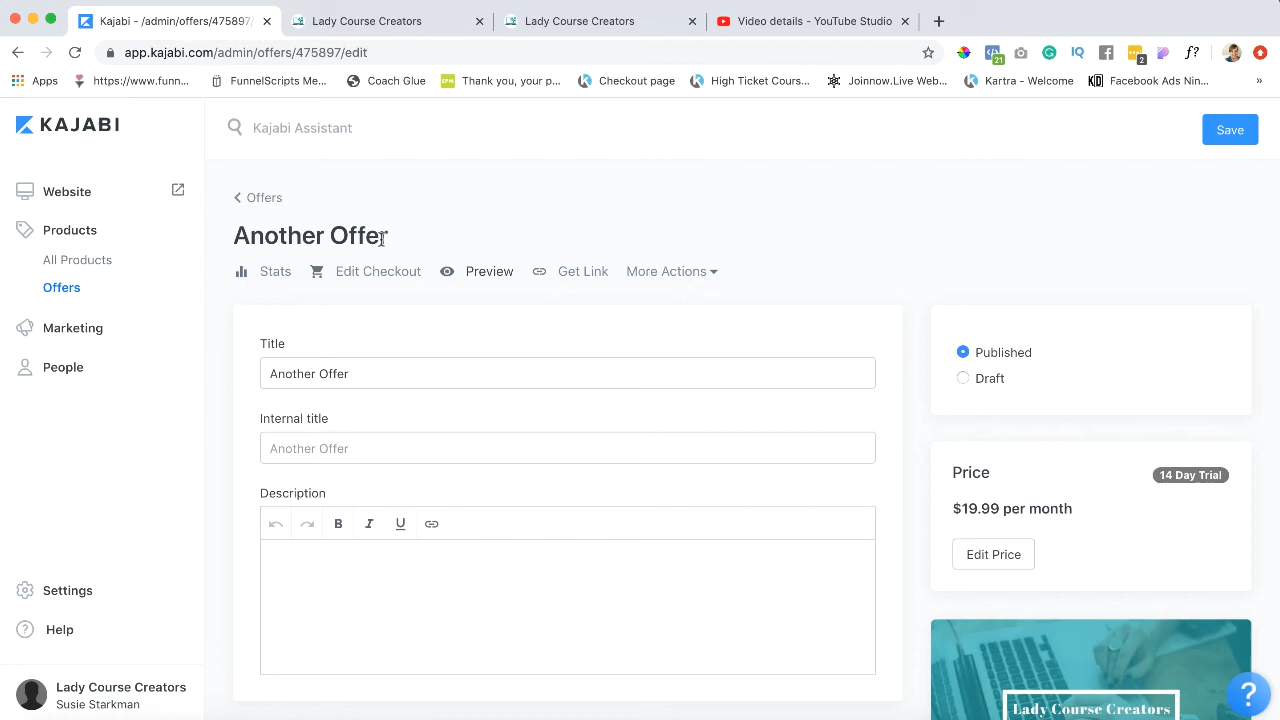 Kajabi - /admin/offers/475897/
Lady Course Creators
Lady Course Creators
Video details - YouTube Studio
app.kajabi.com/admin/offers/475897/edit
21
2
Apps
https://www.funn...
FunnelScripts Me...
Coach Glue
Thank you, your p...
Checkout page
High Ticket Cours...
Joinnow.Live Web...
Kartra - Welcome
Facebook Ads Nin...
»
KAJABI
Kajabi Assistant
Save
Website
Products
All Products
Offers
Marketing
People
Settings
Help
Lady Course Creators
Susie Starkman
Offers
Another Offer
Stats
Edit Checkout
Preview
Get Link
More Actions
Title
Another Offer
Internal title
Another Offer
Description
B I U
Published
Draft
Price
14 Day Trial
$19.99 per month
Edit Price
Lady Course Creators
?